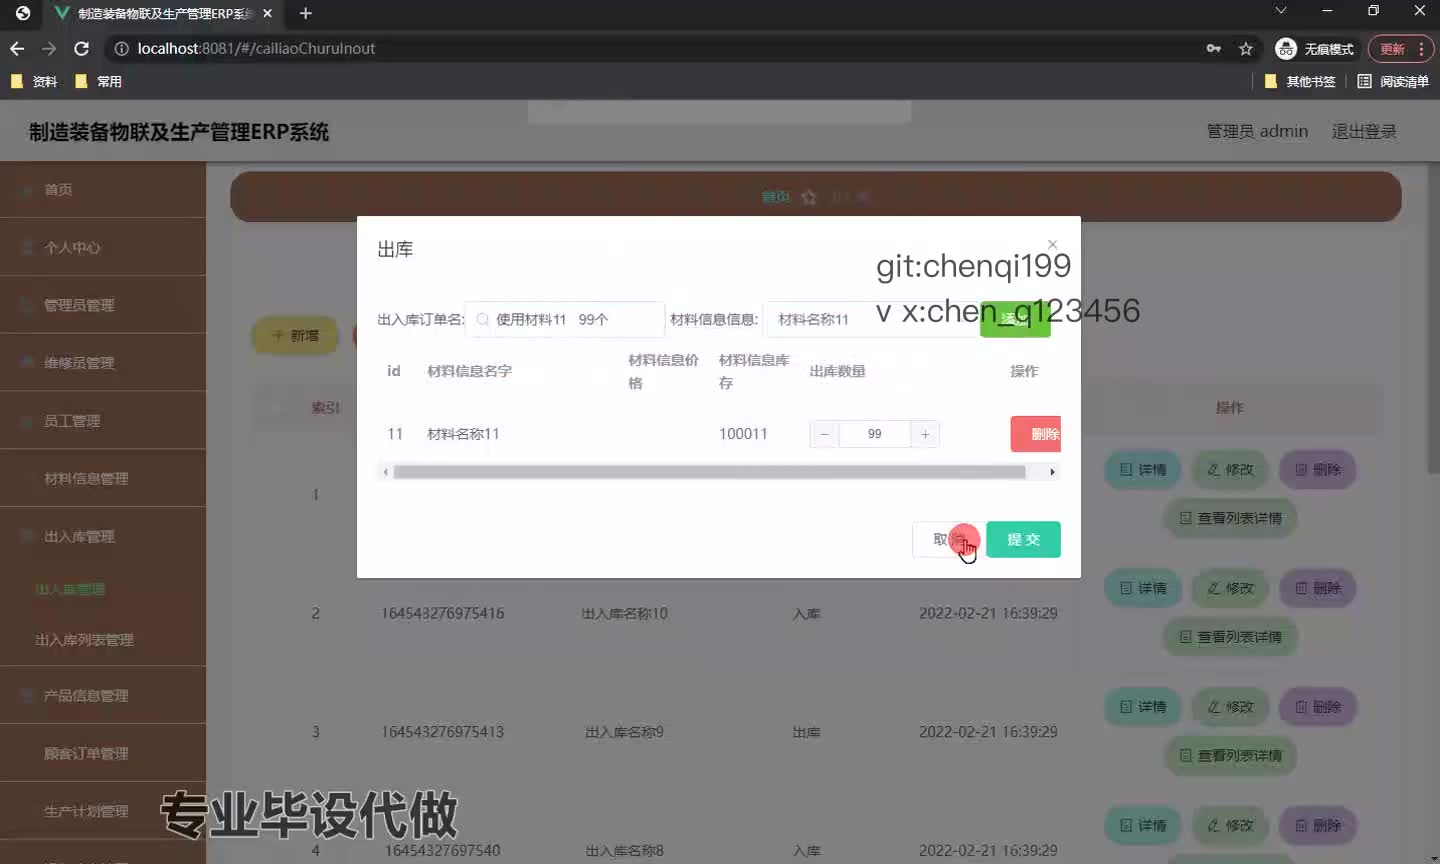 制造装备物联及生产管理ERP系统
localhost:8081/#/cailiaoChuruInout
无痕模式
更新
资料
常用
其他书签
阅读清单
制造装备物联及生产管理ERP系统
管理员 admin
退出登录
首页
首页
个人中心
管理员管理
维修员管理
员工管理
材料信息管理
出入库管理
出入库管理
出入库列表管理
产品信息管理
顾客订单管理
生产计划管理
新增
索引
操作
出库
git:chenqi199
v x:chen_q123456
出入库订单名: 使用材料11 99个 材料信息信息: 材料名称11 添加
id 材料信息名字 材料信息价格 材料信息库存 出库数量 操作
11 材料名称11 100011 99 删除
提交
1 详情 修改 删除
查看列表详情
2 164543276975416 出入库名称10 入库 2022-02-21 16:39:29 详情 修改 删除
查看列表详情
3 164543276975413 出入库名称9 出库 2022-02-21 16:39:29 详情 修改 删除
查看列表详情
4 16454327697540 出入库名称8 入库 2022-02-21 16:39:29 详情 修改 删除
专业毕设代做